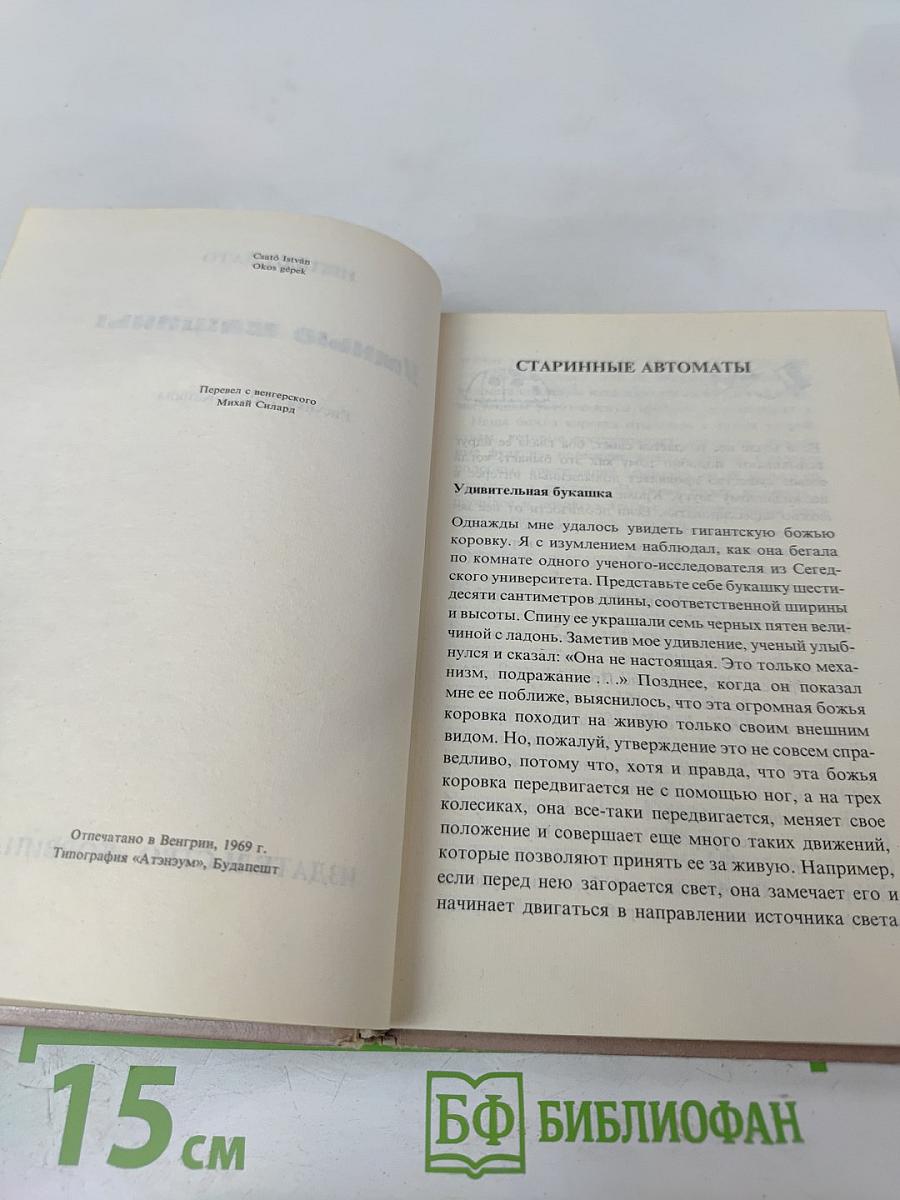 Csató István
Okos gépek
Перевел с венгерского
Михай Силард
Отпечатано в Венгрии, 1969 г.
Типография «Атэнэум», Будапешт
СТАРИННЫЕ АВТОМАТЫ
Удивительная букашка
Однажды мне удалось увидеть гигантскую божью
коровку. Я с изумлением наблюдал, как она бегала
по комнате одного ученого-исследователя из Сегед-
ского университета. Представьте себе букашку шести-
десяти сантиметров длины, соответственной ширины
и высоты. Спину ее украшали семь черных пятен вели-
чиной с ладонь. Заметив мое удивление, ученый улыб-
нулся и сказал: «Она не настоящая. Это только меха-
низм, подражание . . .» Позднее, когда он показал
мне ее поближе, выяснилось, что эта огромная божья
коровка походит на живую только своим внешним
видом. Но, пожалуй, утверждение это не совсем спра-
ведливо, потому что, хотя и правда, что эта божья
коровка передвигается не с помощью ног, а на трех
колесиках, она все-таки передвигается, меняет свое
положение и совершает еще много таких движений,
которые позволяют принять ее за живую. Например,
если перед нею загорается свет, она замечает его и
начинает двигаться в направлении источника света
15 см
БФ БИБЛИОФАН